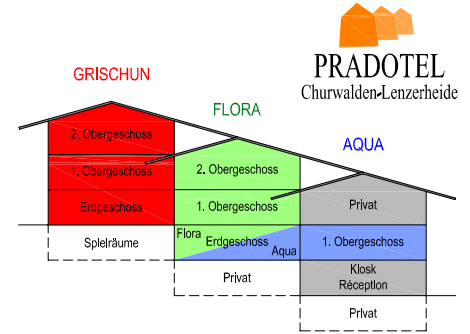 PRADOTEL
Churwalden-Lenzerheide
GRISCHUN
FLORA
AQUA
2. Obergeschoss
1. Obergeschoss
Erdgeschoss
Spielräume
2. Obergeschoss
1. Obergeschoss
Flora
Erdgeschoss
Aqua
Privat
Privat
1. Obergeschoss
Kiosk
Réception
Privat